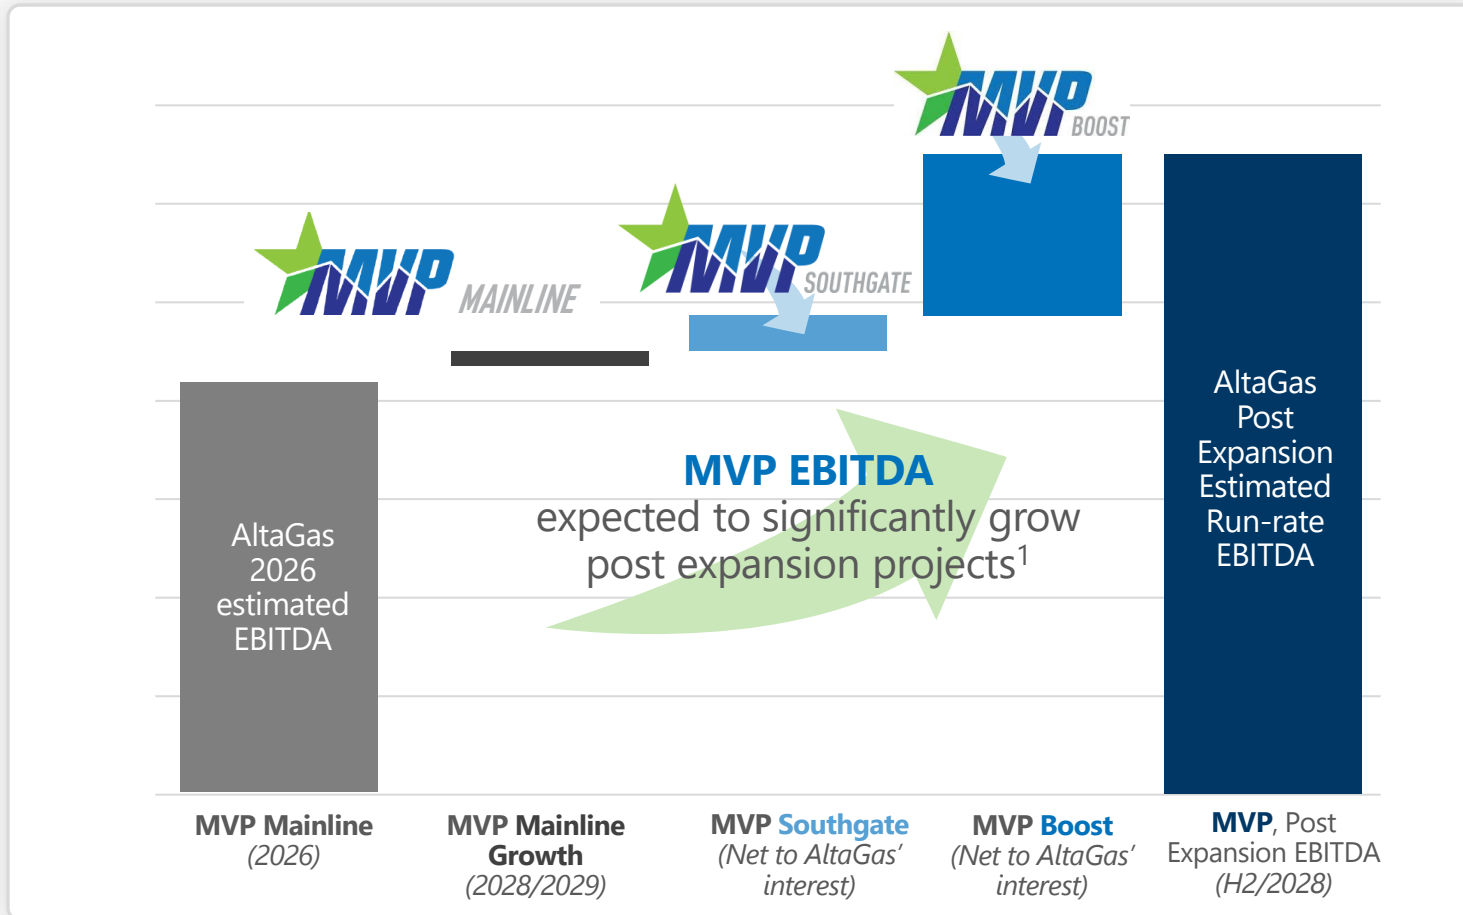 MVP BOOST
MVP SOUTHGATE
MVP MAINLINE
AltaGas
2026
estimated
EBITDA
MVP EBITDA
expected to significantly grow
post expansion projects¹
AltaGas
Post
Expansion
Estimated
Run-rate
EBITDA
MVP Mainline
(2026)
MVP Mainline
Growth
(2028/2029)
MVP Southgate
(Net to AltaGas’
interest)
MVP Boost
(Net to AltaGas’
interest)
MVP, Post
Expansion EBITDA
(H2/2028)